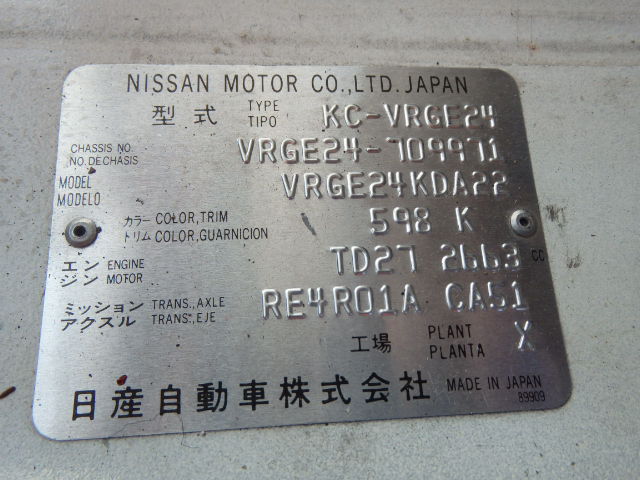 NISSAN MOTOR CO.,LTD. JAPAN
型式 TYPE TIPO KC-VRGE24
CHASSIS NO. NO. DE CHASIS VRGE24-709971
MODEL MODELO VRGE24KDA22
カラー COLOR,TRIM トリム COLOR,GUARNICION 598 K
エンジン ENGINE MOTOR TD27 2663 CC
ミッション TRANS.,AXLE アクスル TRANS.,EJE RE4R01A CA51
工場 PLANT PLANTA X
日産自動車株式会社 MADE IN JAPAN
89909